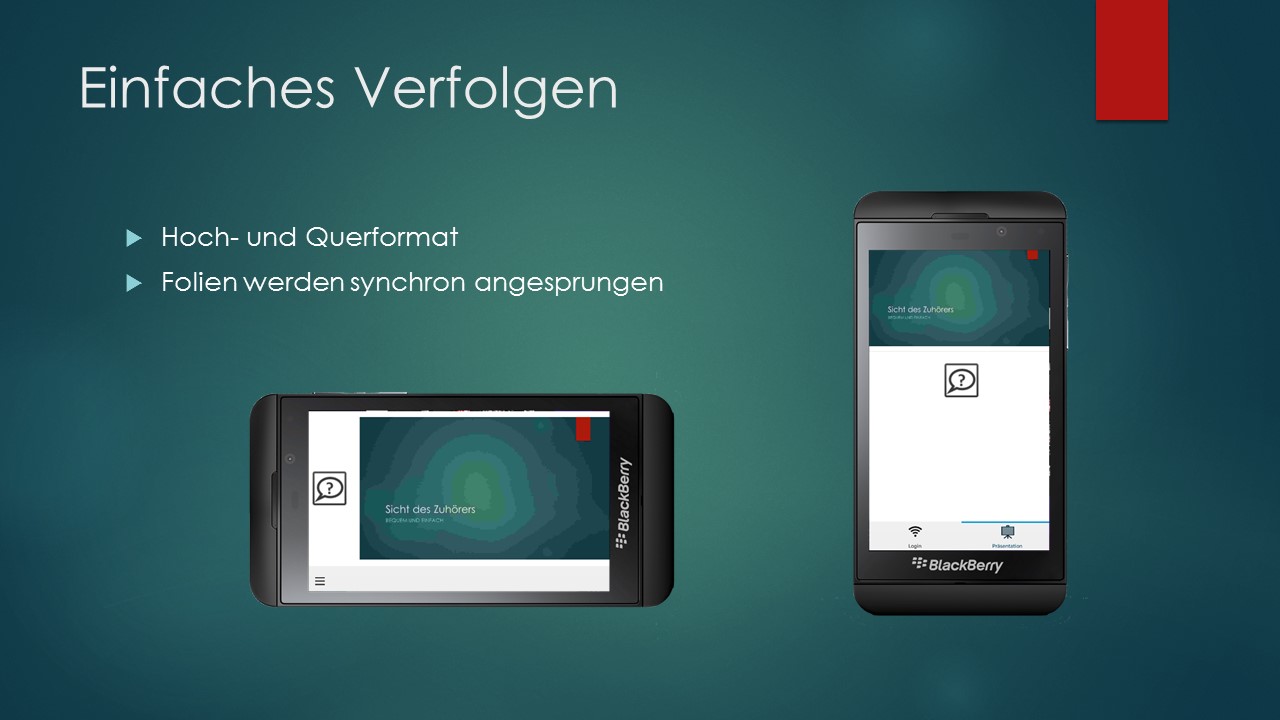 Einfaches Verfolgen
Hoch- und Querformat
Folien werden synchron angesprungen
Sicht des Zuhörers
BEQUEM UND EINFACH
BlackBerry
Sicht des Zuhörers
BEQUEM UND EINFACH
Login
Präsentation
BlackBerry